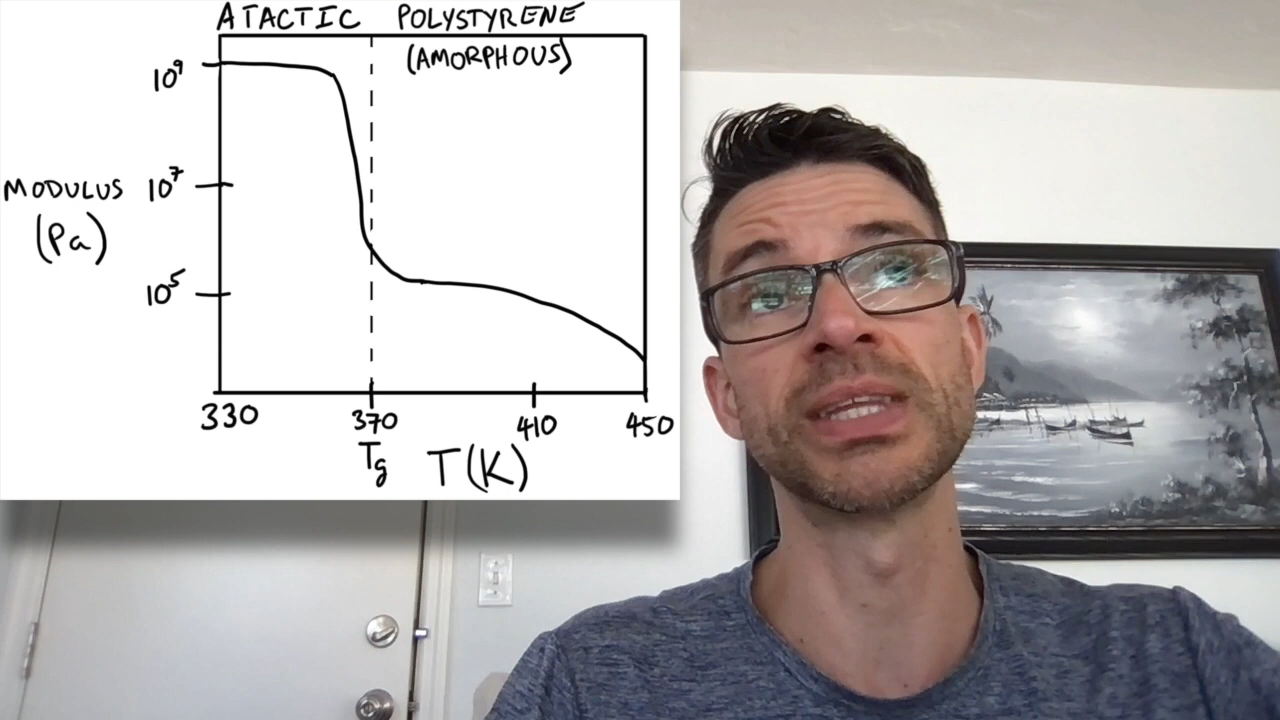 ATACTIC POLYSTYRENE
(AMORPHOUS)
10⁹
MODULUS 10⁷
(Pa)
10⁵
330 370 410 450
Tg T(K)